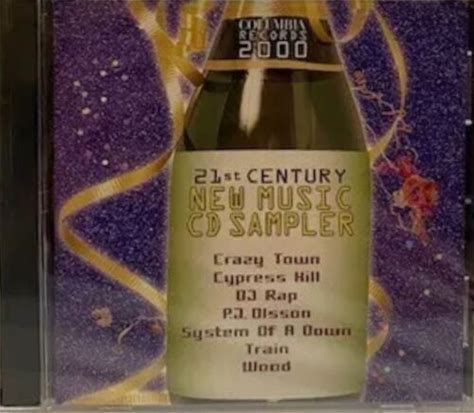 COLUMBIA
RECORDS
2000
21st CENTURY
NEW MUSIC
CD SAMPLER
Crazy Town
Cypress Hill
DJ Rap
P.J. Olsson
System Of A Down
Train
Wood